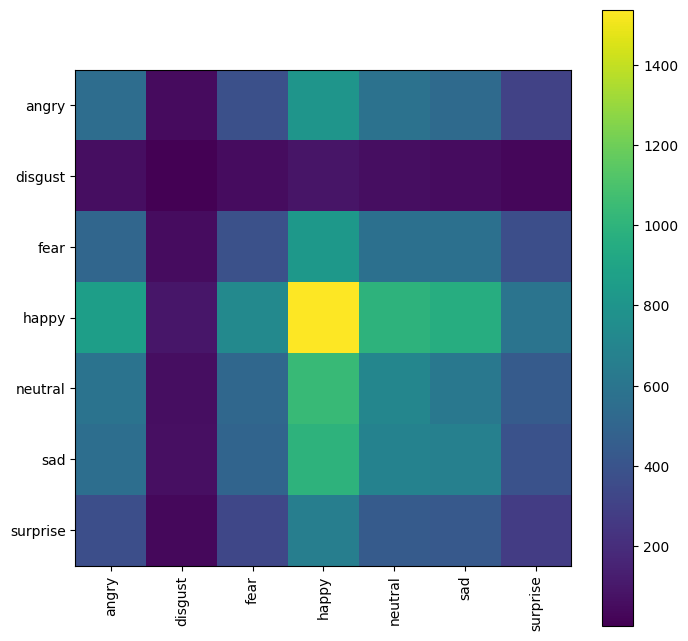 angry
disgust
fear
happy
neutral
sad
surprise
angry
disgust
fear
happy
neutral
sad
surprise
1400
1200
1000
800
600
400
200